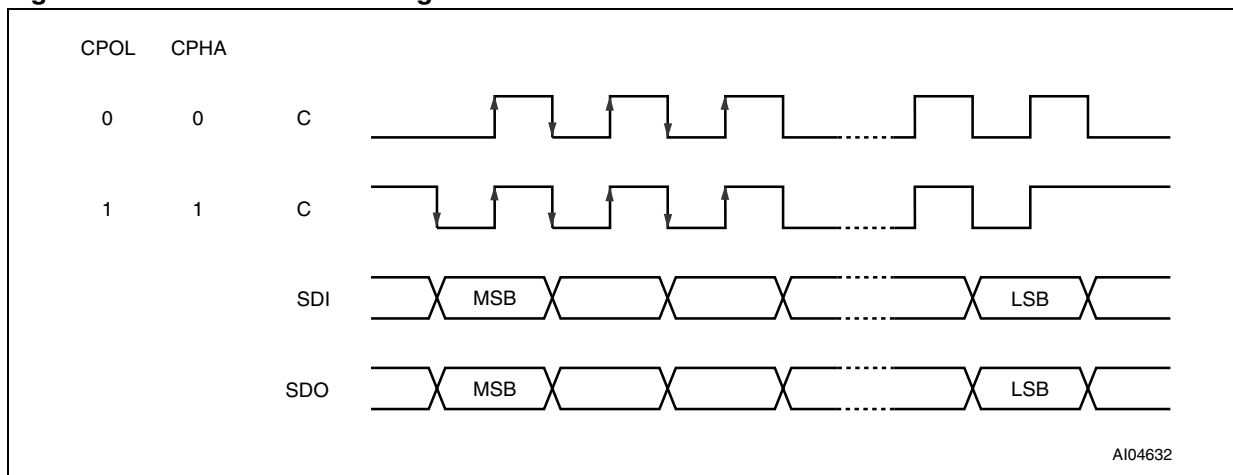 CPOL CPHA
0 0 C
1 1 C
SDI MSB LSB
SDO MSB LSB
AI04632